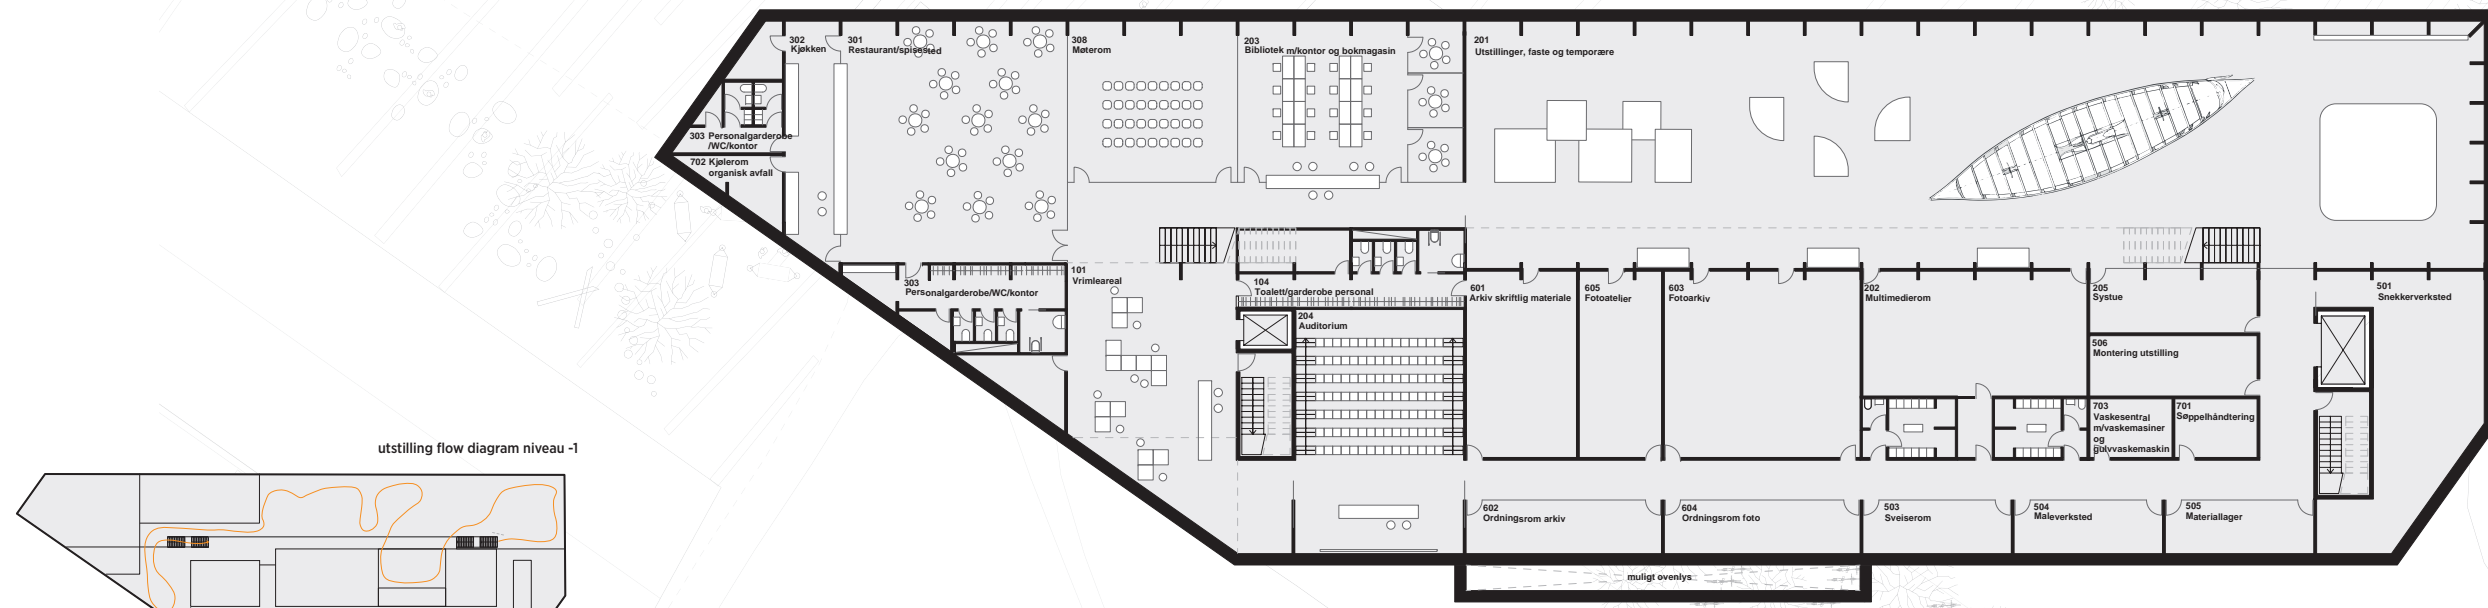 302
Kjøkken
301
Restaurant/spisested
308
Møterom
203
Bibliotek m/kontor og bokmagasin
201
Utstillinger, faste og temporære
303 Personalgarderobe
/WC/kontor
702 Kjølerom
organisk avfall
303
Personalgarderobe/WC/kontor
101
Vrimleareal
104
Toalett/garderobe personal
204
Auditorium
601
Arkiv skriftlig materiale
605
Fotoateljer
603
Fotoarkiv
202
Multimedierom
205
Systue
501
Snekkerverksted
506
Montering utstilling
703
Vaskesentral
m/vaskemasiner
og
gulvvaskemaskin
701
Søppelhåndtering
602
Ordningsrom arkiv
604
Ordningsrom foto
503
Sveiserom
504
Maleverksted
505
Materiallager
muligt ovenlys
utstilling flow diagram niveau -1